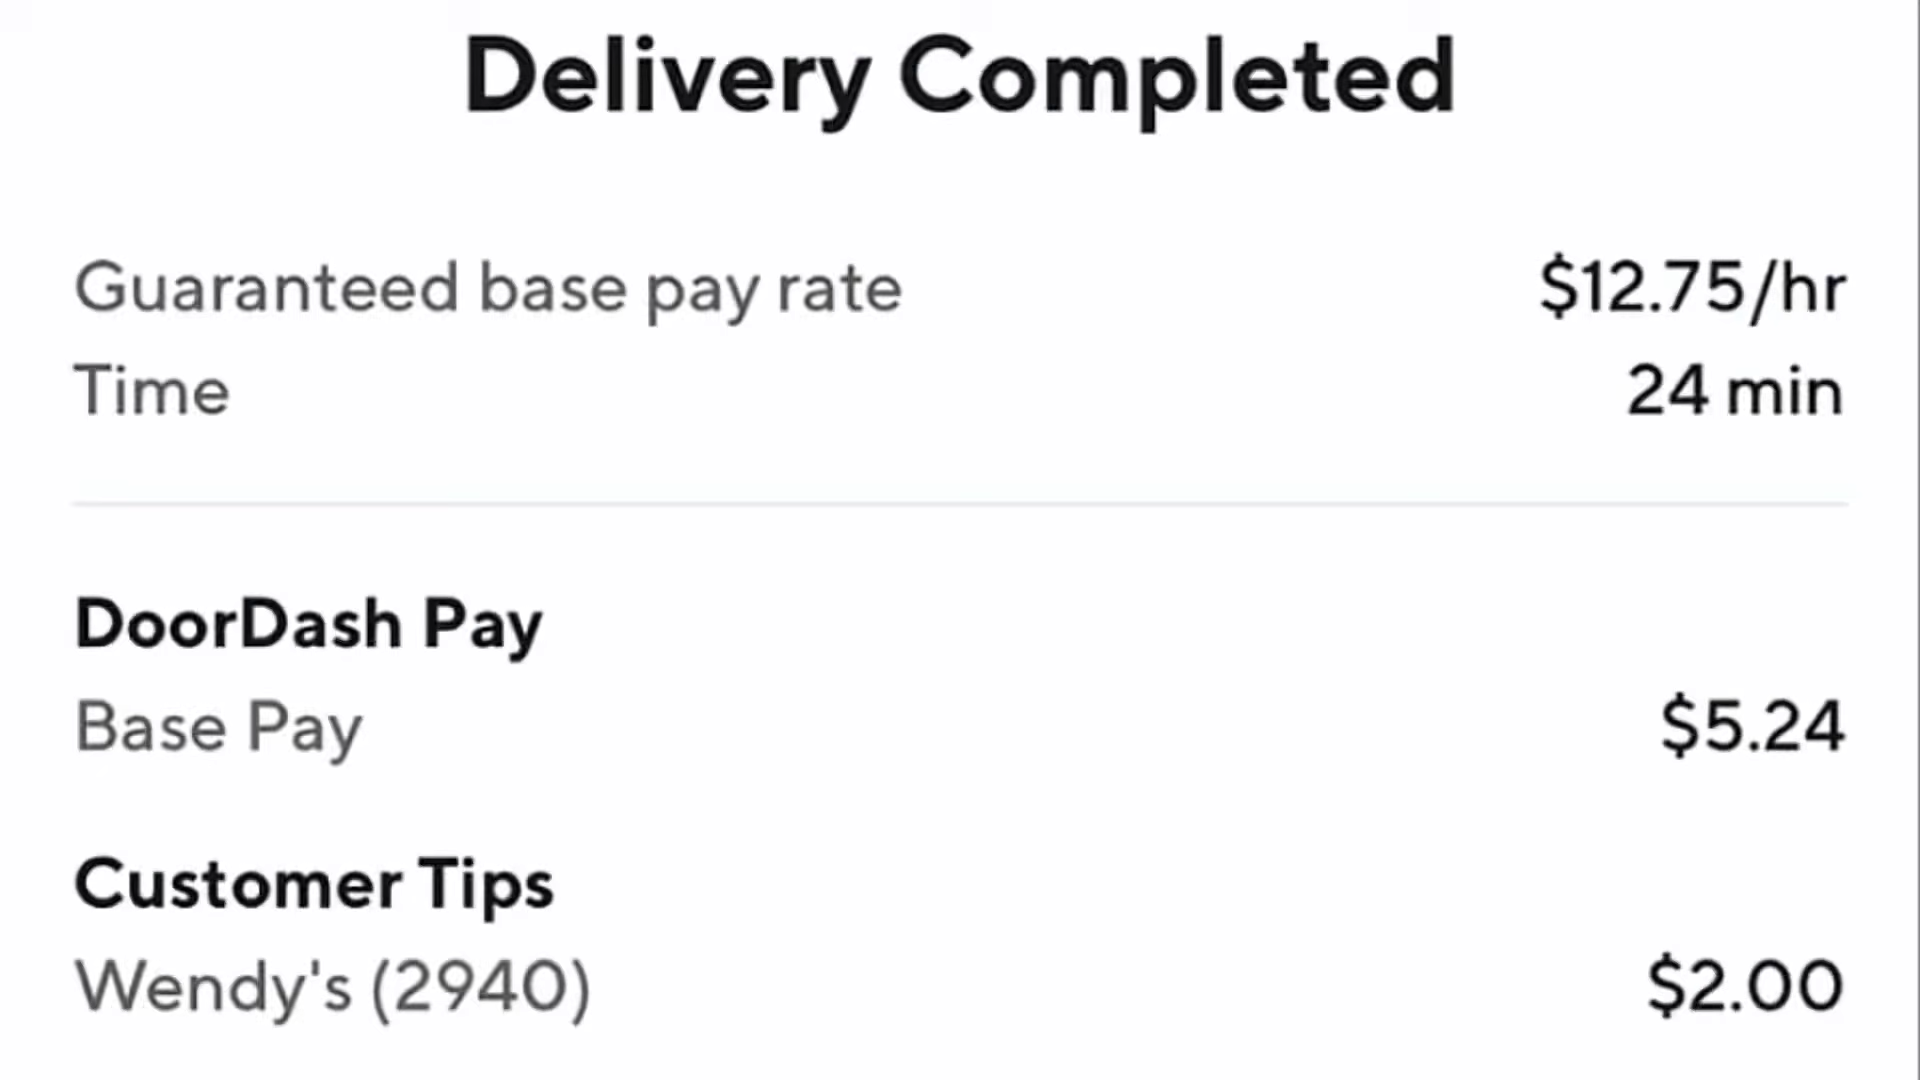 Delivery Completed
Guaranteed base pay rate $12.75/hr
Time 24 min
DoorDash Pay
Base Pay $5.24
Customer Tips
Wendy's (2940) $2.00